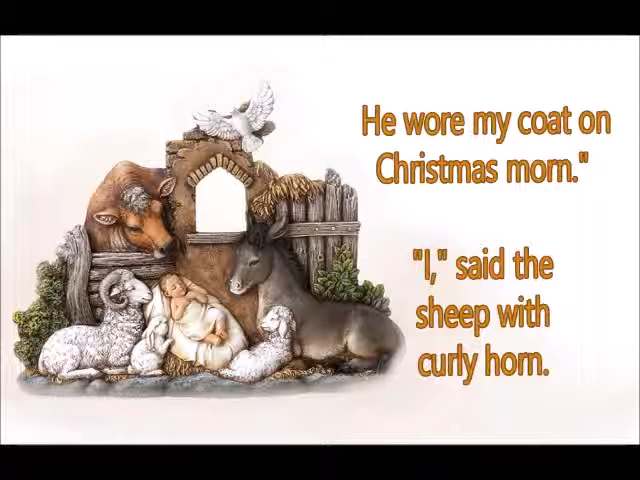 He wore my coat on
Christmas morn."
"I," said the
sheep with
curly horn.